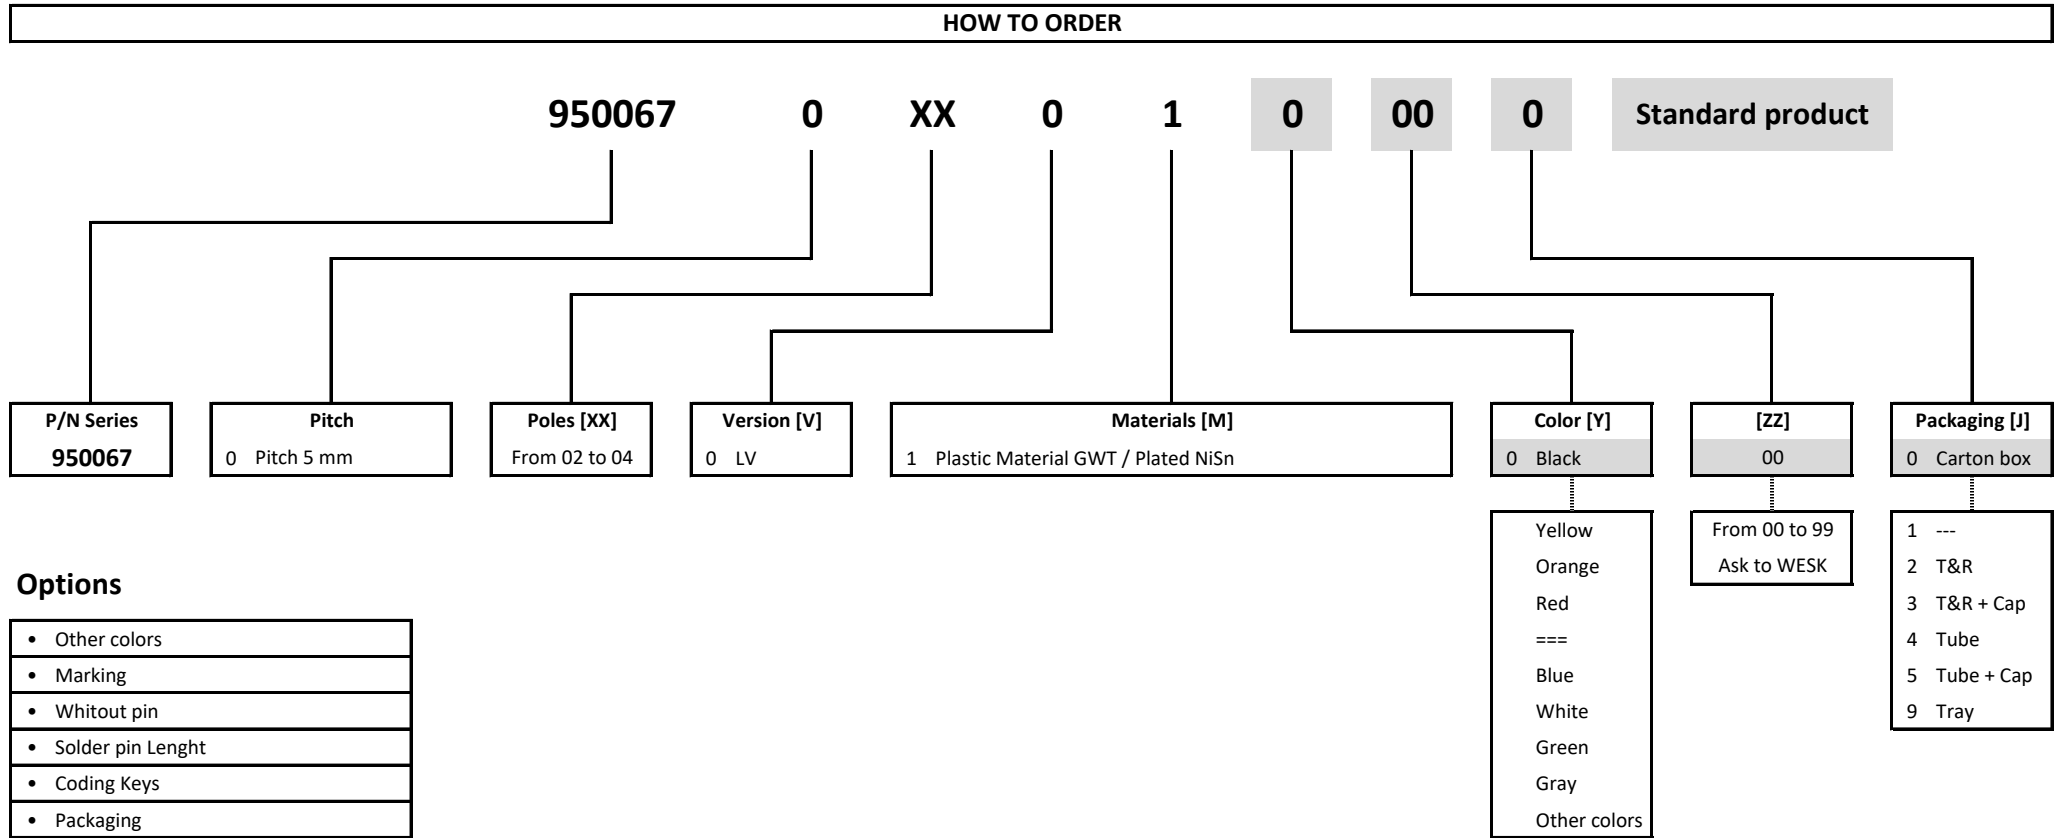 HOW TO ORDER
950067 0 XX 0 1 0 00 0 Standard product
P/N Series Pitch Poles [XX] Version [V] Materials [M] Color [Y] [ZZ] Packaging [J]
950067 0 Pitch 5 mm From 02 to 04 0 LV 1 Plastic Material GWT / Plated NiSn 0 Black 00 0 Carton box
Yellow From 00 to 99 1 ---
Orange Ask to WESK 2 T&R
Red 3 T&R + Cap
=== 4 Tube
Blue 5 Tube + Cap
White 9 Tray
Green
Gray
Other colors
Options
• Other colors
• Marking
• Whitout pin
• Solder pin Lenght
• Coding Keys
• Packaging